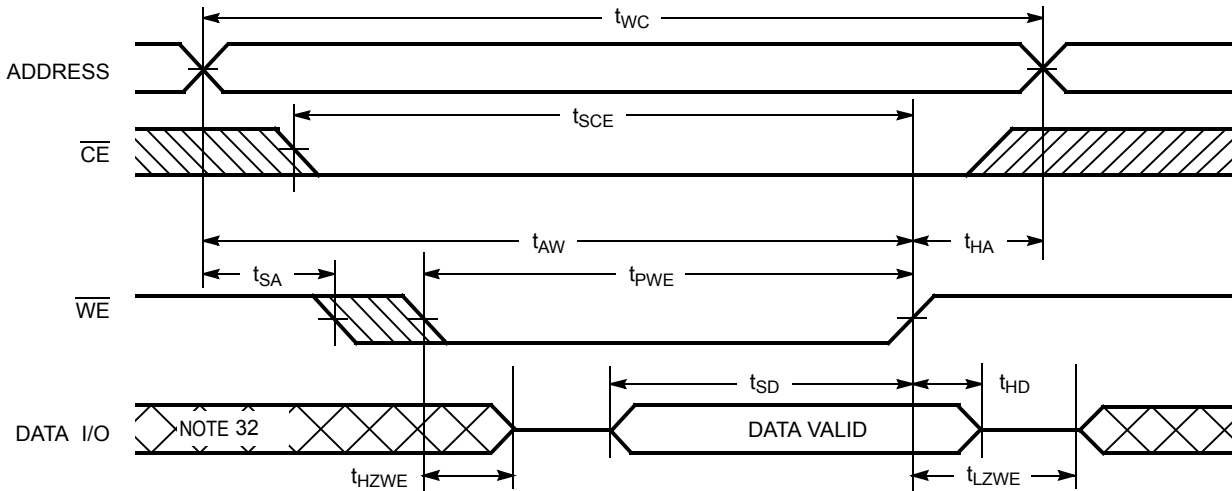 tWC
ADDRESS
tSCE
CE
tAW
tHA
tSA
tPWE
WE
tSD
tHD
DATA I/O
NOTE 32
DATA VALID
tHZWE
tLZWE